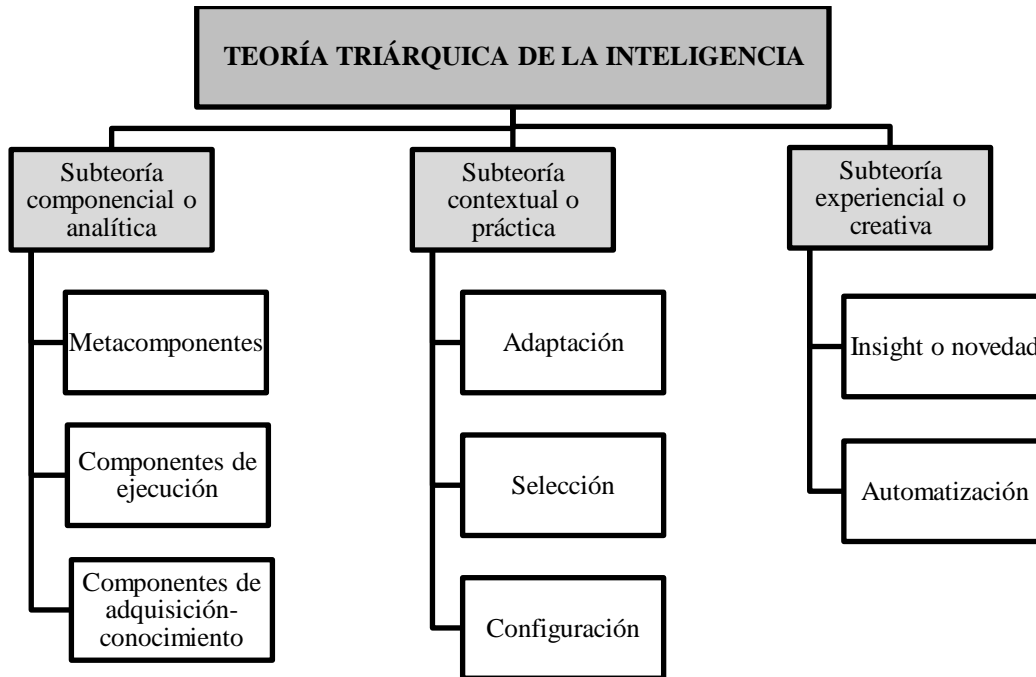 TEORÍA TRIÁRQUICA DE LA INTELIGENCIA
Subteoría
componencial o
analítica
Metacomponentes
Componentes de
ejecución
Componentes de
adquisición-
conocimiento
Subteoría
contextual o
práctica
Adaptación
Selección
Configuración
Subteoría
experiencial o
creativa
Insight o novedad
Automatización